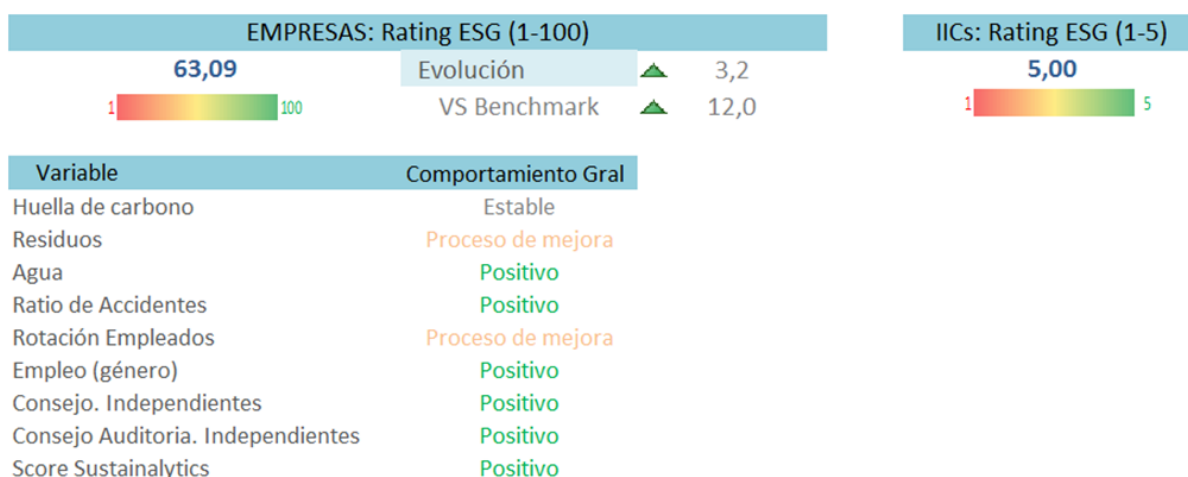 EMPRESAS: Rating ESG (1-100)
63,09 Evolución 3,2
1 100 VS Benchmark 12,0
IICs: Rating ESG (1-5)
5,00
1 5
Variable Comportamiento Gral
Huella de carbono Estable
Residuos Proceso de mejora
Agua Positivo
Ratio de Accidentes Positivo
Rotación Empleados Proceso de mejora
Empleo (género) Positivo
Consejo. Independientes Positivo
Consejo Auditoria. Independientes Positivo
Score Sustainalytics Positivo